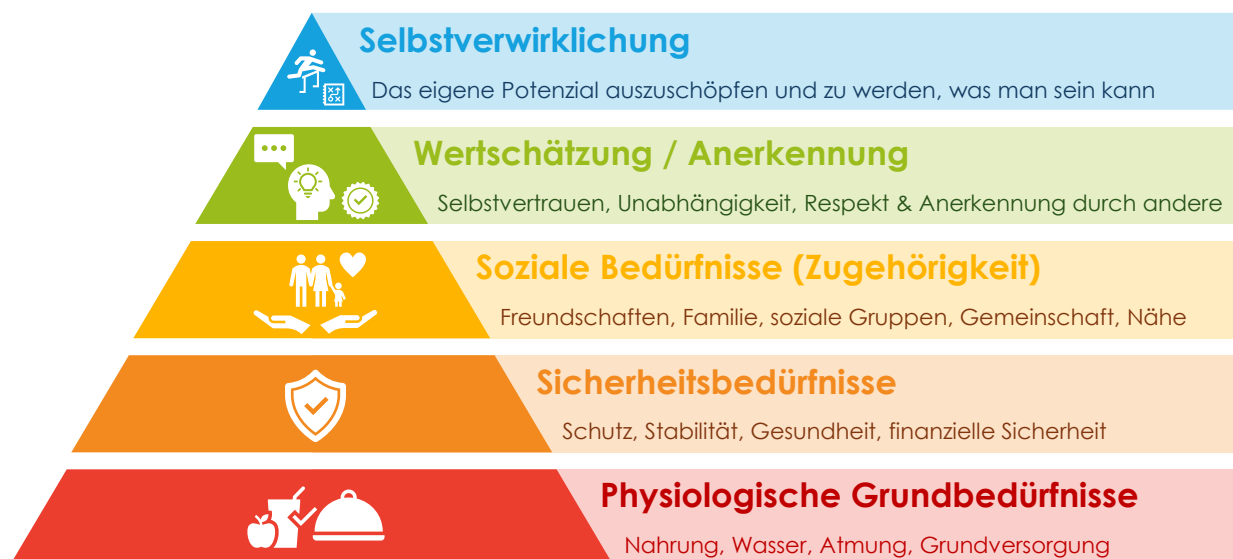 Selbstverwirklichung
Das eigene Potenzial auszuschöpfen und zu werden, was man sein kann
Wertschätzung / Anerkennung
Selbstvertrauen, Unabhängigkeit, Respekt & Anerkennung durch andere
Soziale Bedürfnisse (Zugehörigkeit)
Freundschaften, Familie, soziale Gruppen, Gemeinschaft, Nähe
Sicherheitsbedürfnisse
Schutz, Stabilität, Gesundheit, finanzielle Sicherheit
Physiologische Grundbedürfnisse
Nahrung, Wasser, Atmung, Grundversorgung